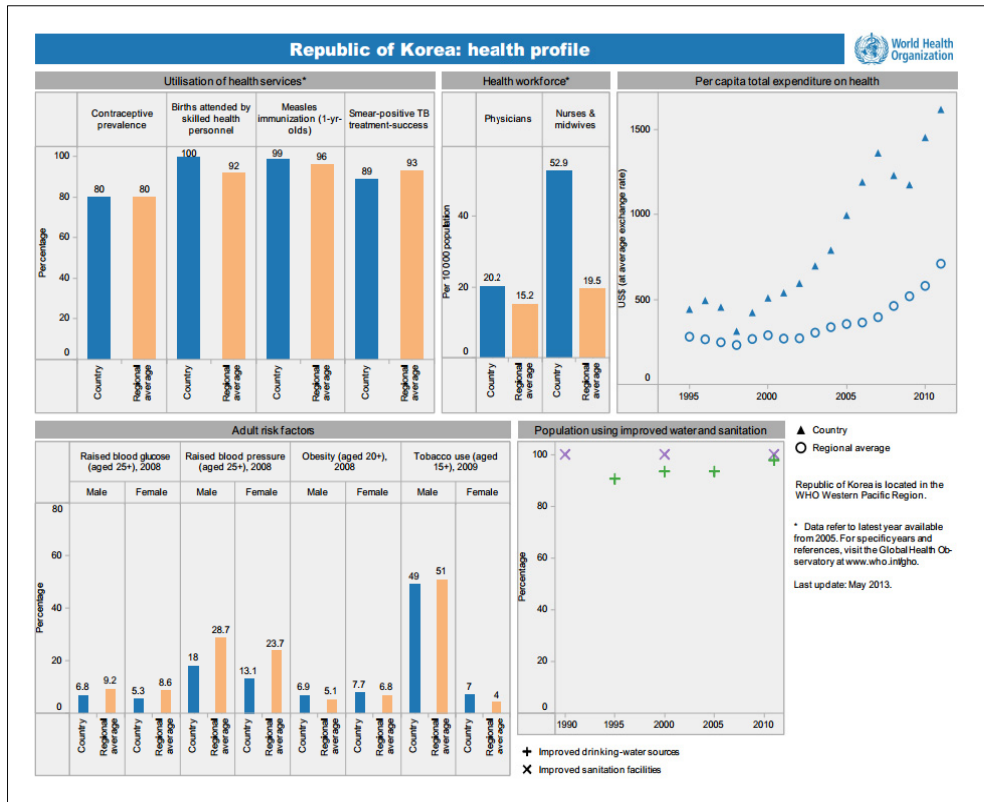 Republic of Korea: health profile
World Health
Organization
Utilisation of health services*
Contraceptive
prevalence
Births attended by
skilled health
personnel
Measles
immunization (1-yr-
olds)
Smear-positive TB
treatment-success
Percentage
100
80
60
40
20
0
80
80
100
92
99
96
89
93
Country
Regional
average
Country
Regional
average
Country
Regional
average
Country
Regional
average
Health workforce*
Physicians
Nurses &
midwives
Per 10 000 population
40
20
0
20.2
15.2
52.9
19.5
Country
Regional
average
Country
Regional
average
Per capita total expenditure on health
US$ (at average exchange rate)
1500
1000
500
0
1995
2000
2005
2010
Adult risk factors
Raised blood glucose
(aged 25+), 2008
Raised blood pressure
(aged 25+), 2008
Obesity (aged 20+),
2008
Tobacco use (aged
15+), 2009
Male
Female
Male
Female
Male
Female
Male
Female
Percentage
80
60
40
20
0
6.8
9.2
5.3
8.6
18
28.7
13.1
23.7
6.9
5.1
7.7
6.8
49
51
7
4
Country
Regional
average
Country
Regional
average
Country
Regional
average
Country
Regional
average
Country
Regional
average
Country
Regional
average
Country
Regional
average
Country
Regional
average
Population using improved water and sanitation
Percentage
100
80
60
40
20
0
1990
1995
2000
2005
2010
Improved drinking-water sources
Improved sanitation facilities
Country
Regional average
Republic of Korea is located in the
WHO Western Pacific Region.
* Data refer to latest year available
from 2005. For specific years and
references, visit the Global Health Ob-
servatory at www.who.int/gho.
Last update: May 2013.